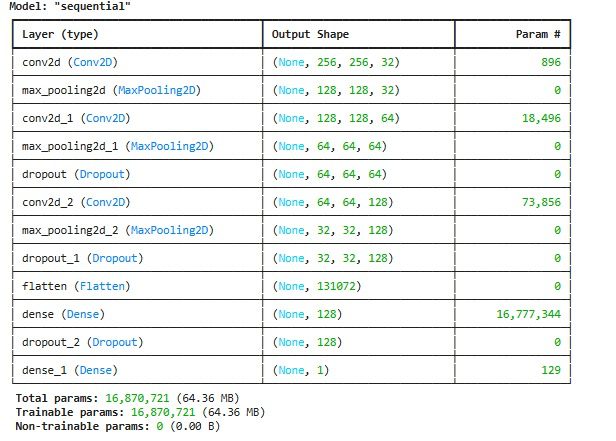 Model: "sequential"
Layer (type) Output Shape Param #
conv2d (Conv2D) (None, 256, 256, 32) 896
max_pooling2d (MaxPooling2D) (None, 128, 128, 32) 0
conv2d_1 (Conv2D) (None, 128, 128, 64) 18,496
max_pooling2d_1 (MaxPooling2D) (None, 64, 64, 64) 0
dropout (Dropout) (None, 64, 64, 64) 0
conv2d_2 (Conv2D) (None, 64, 64, 128) 73,856
max_pooling2d_2 (MaxPooling2D) (None, 32, 32, 128) 0
dropout_1 (Dropout) (None, 32, 32, 128) 0
flatten (Flatten) (None, 131072) 0
dense (Dense) (None, 128) 16,777,344
dropout_2 (Dropout) (None, 128) 0
dense_1 (Dense) (None, 1) 129
Total params: 16,870,721 (64.36 MB)
Trainable params: 16,870,721 (64.36 MB)
Non-trainable params: 0 (0.00 B)